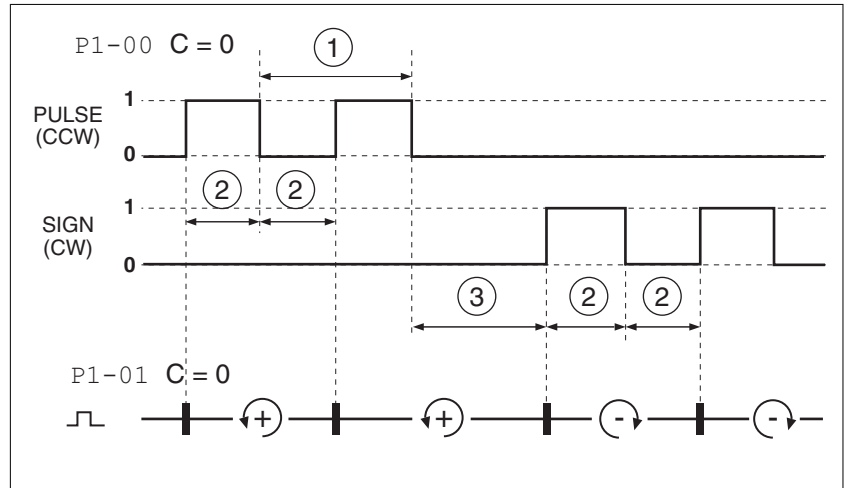 P1-00 C = 0
1
PULSE
(CCW)
1
0
2 2
SIGN
(CW)
1
0
3 2 2
P1-01 C = 0
+ + - -